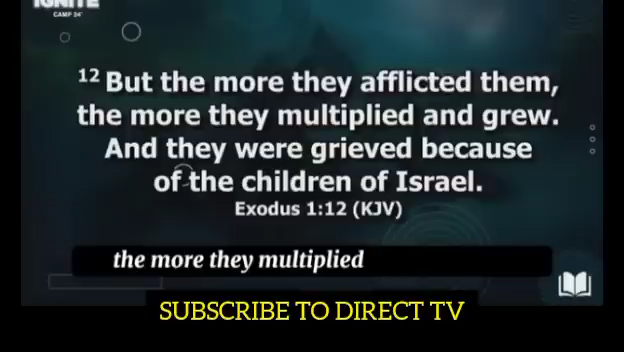 IGNITE
CAMP 24'
12 But the more they afflicted them,
the more they multiplied and grew.
And they were grieved because
of the children of Israel.
Exodus 1:12 (KJV)
the more they multiplied
SUBSCRIBE TO DIRECT TV